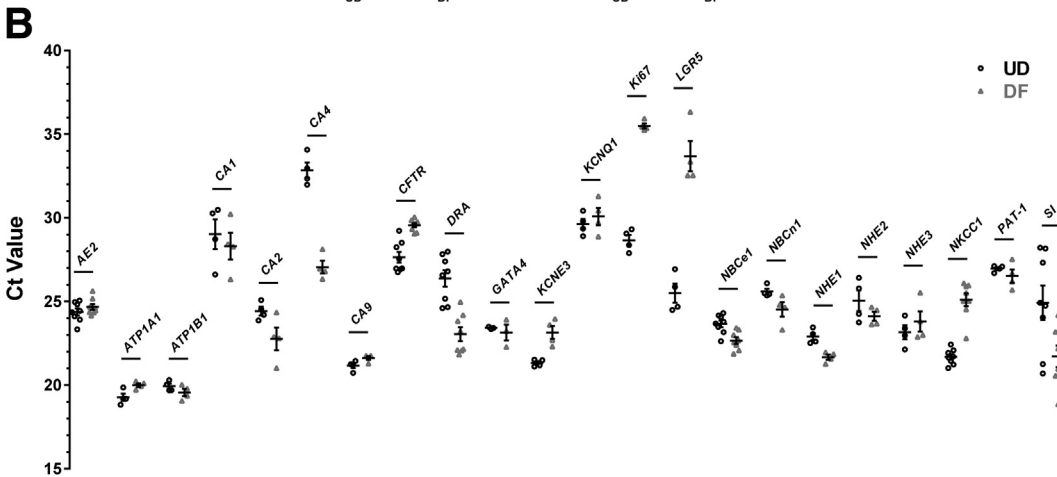 B
UD
DF
Ct Value
40
35
30
25
20
15
AE2
ATP1A1
ATP1B1
CA1
CA2
CA4
CA9
CFTR
DRA
GATA4
KCNE3
KCNQ1
Ki67
LGR5
NBCe1
NBCn1
NHE1
NHE2
NHE3
NKCC1
PAT-1
SI